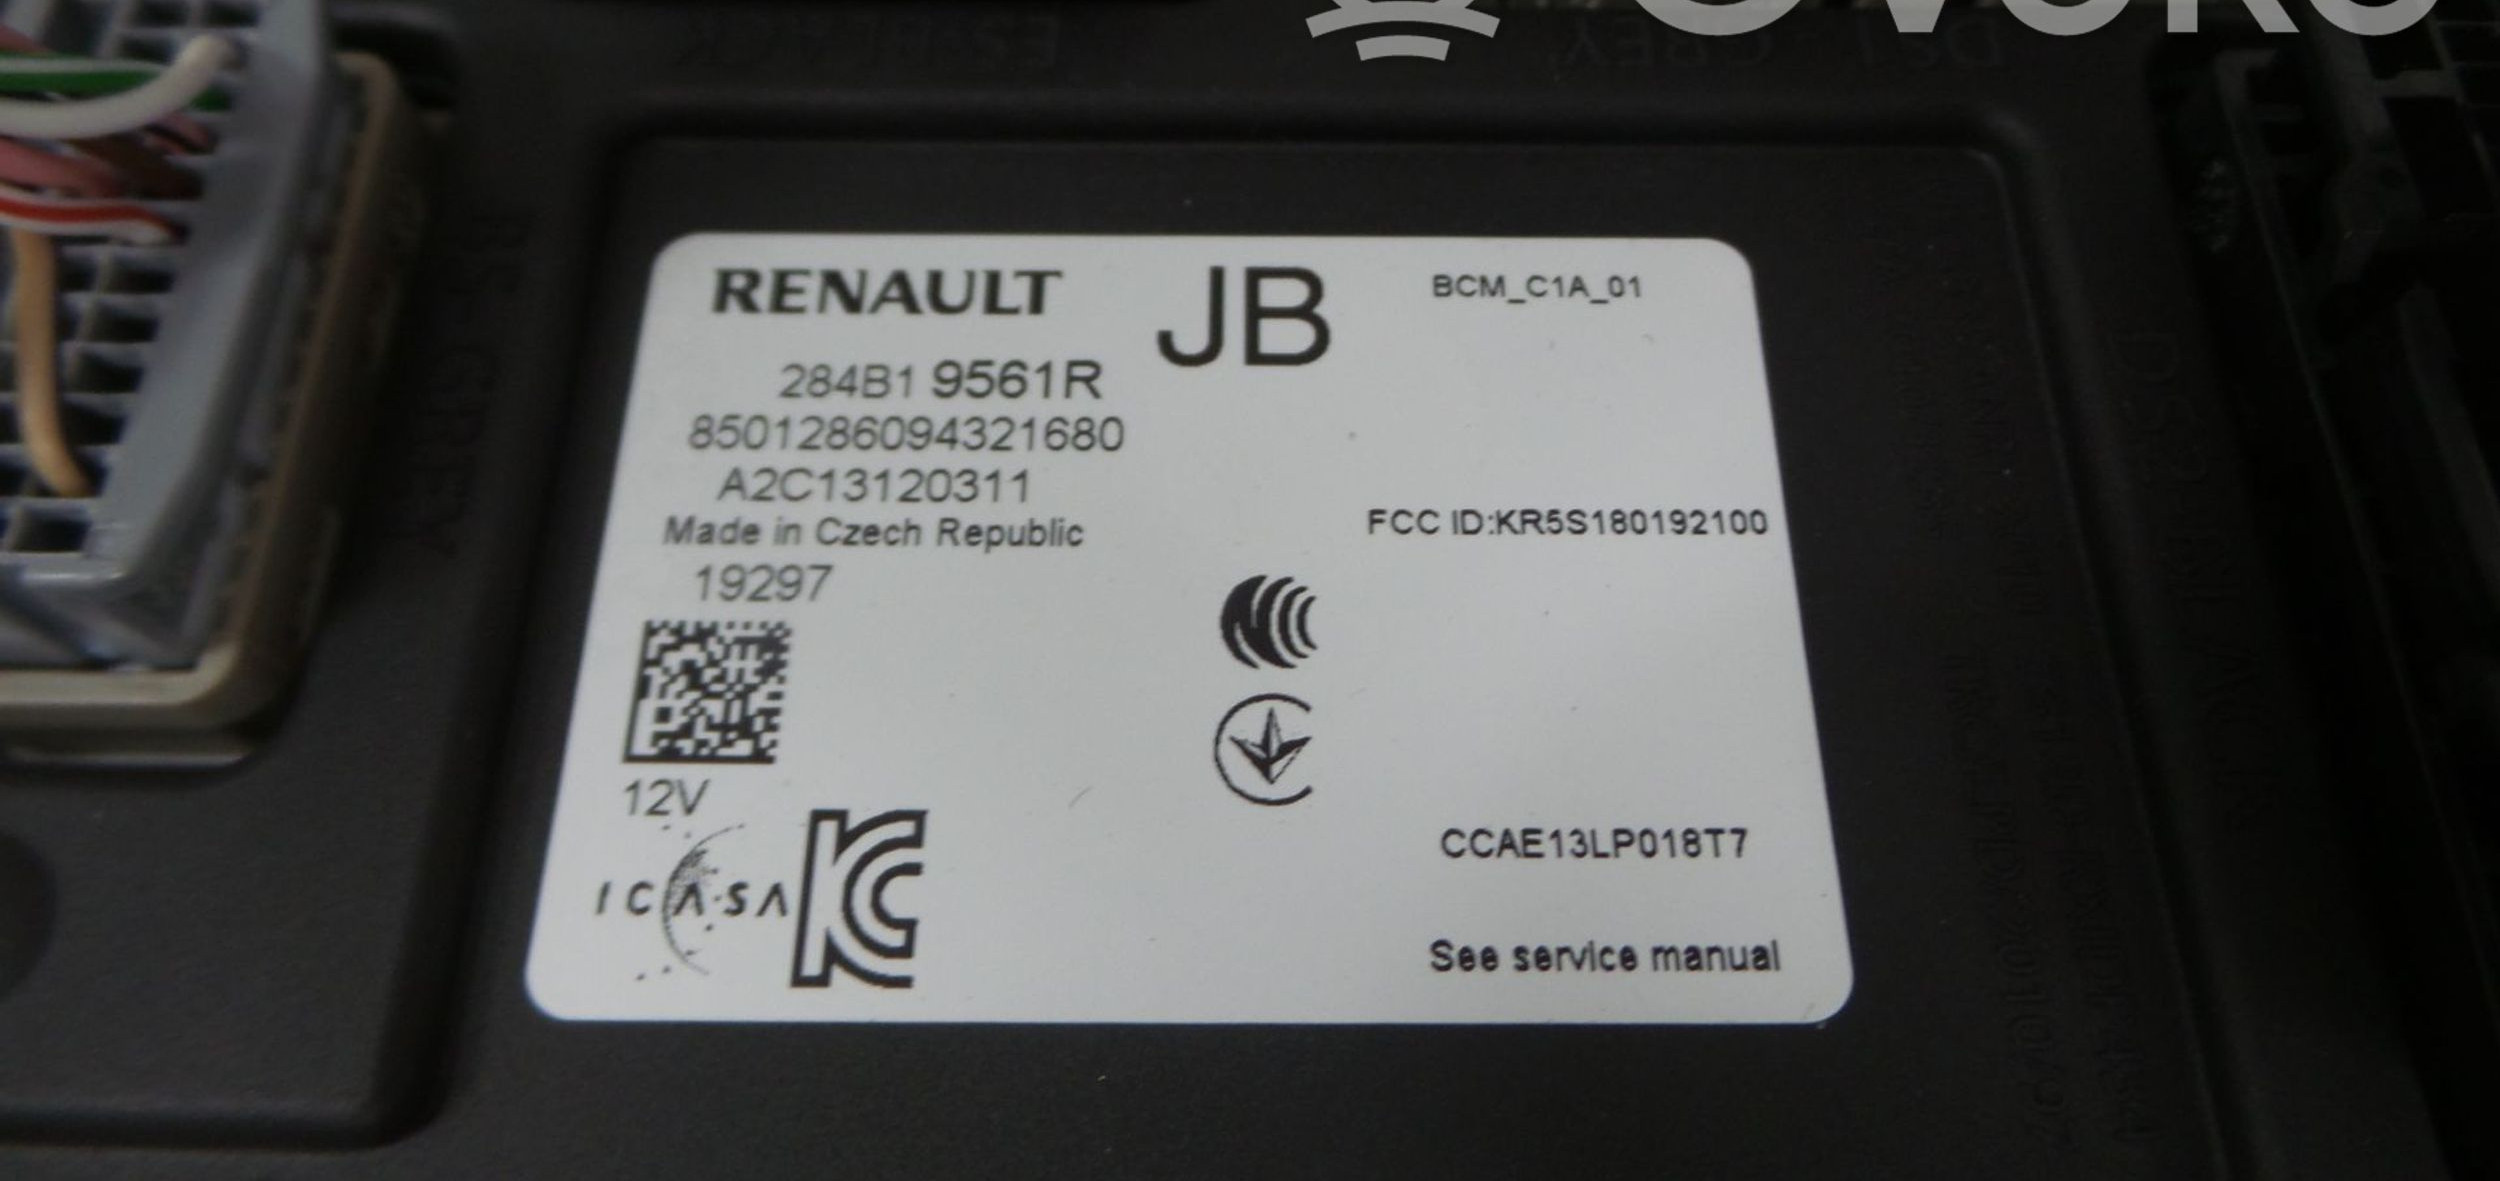 RENAULT
JB
BCM_C1A_01
284B1 9561R
8501286094321680
A2C13120311
Made in Czech Republic
FCC ID:KR5S180192100
19297
12V
ICASA
CCAE13LP018T7
See service manual